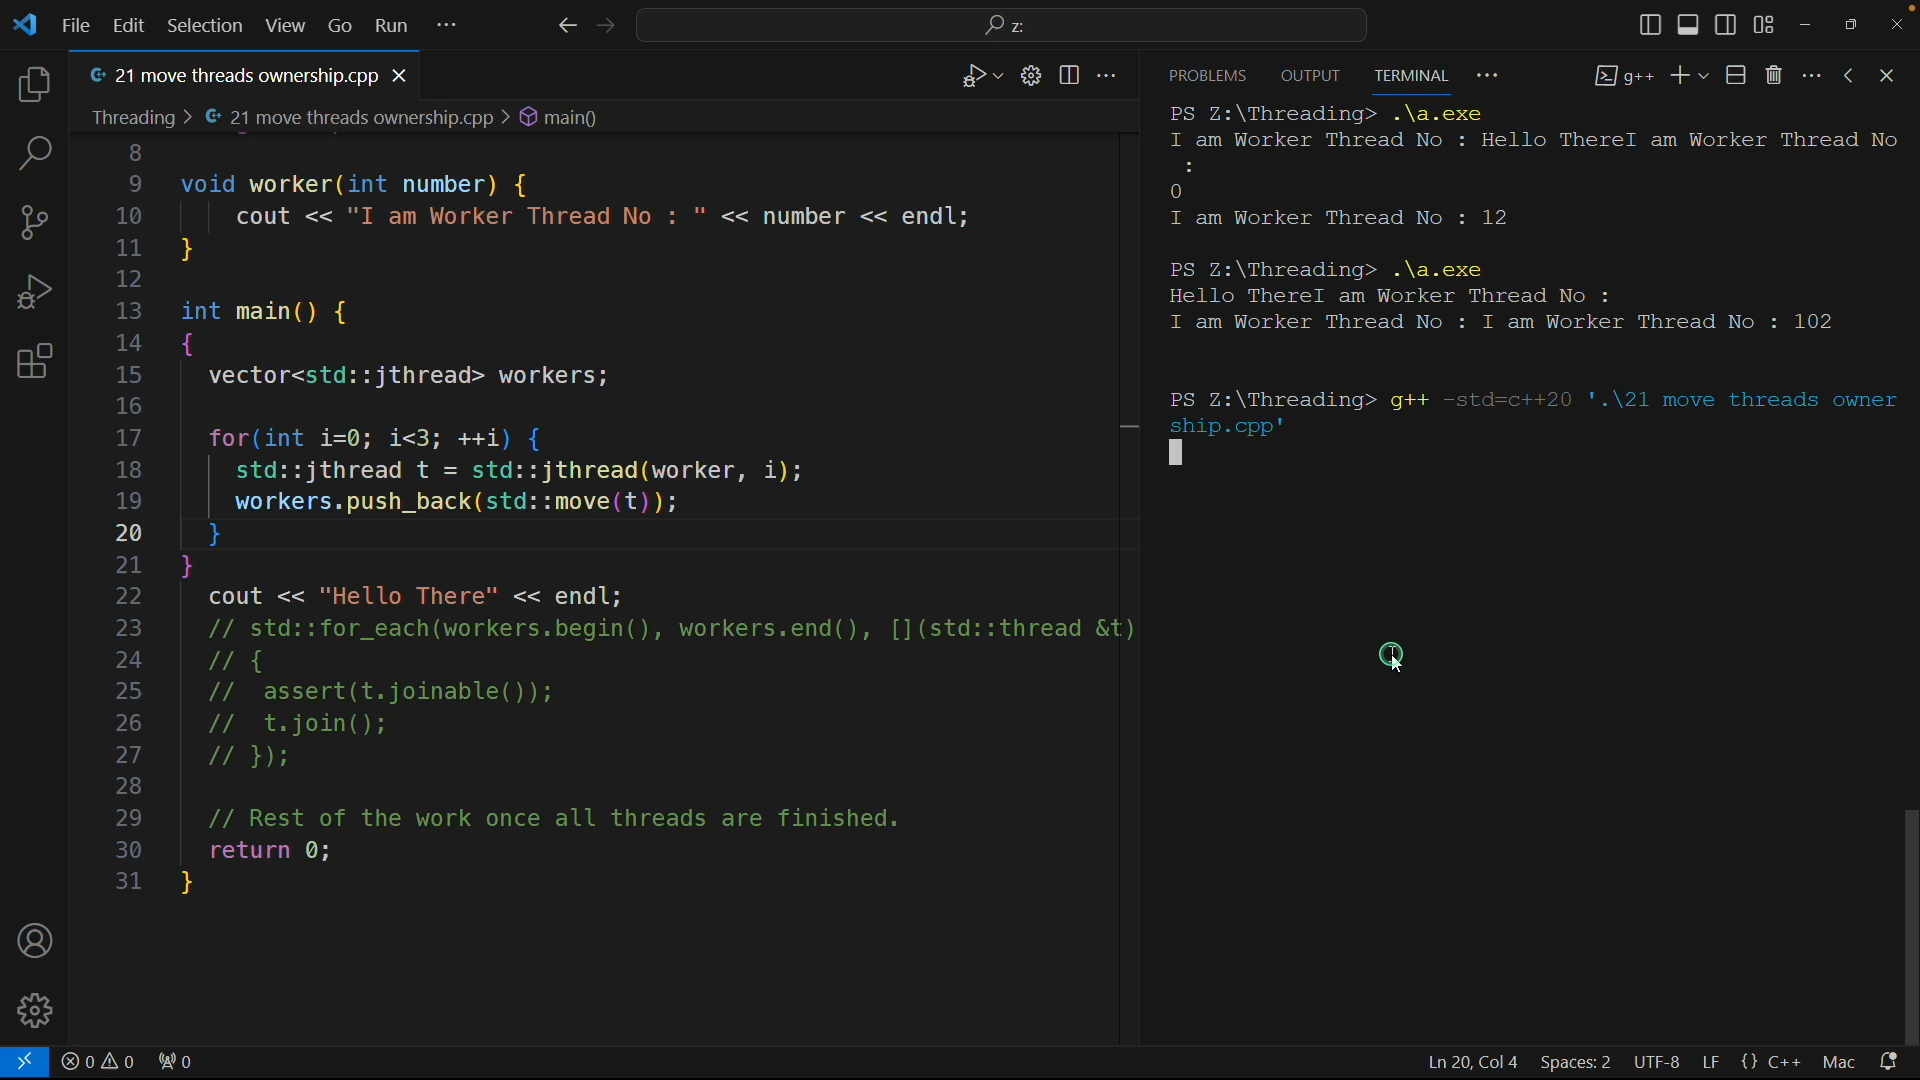 File Edit Selection View Go Run ···
z:
21 move threads ownership.cpp
Threading > 21 move threads ownership.cpp > main()
8
9 void worker(int number) {
10 cout << "I am Worker Thread No : " << number << endl;
11 }
12
13 int main() {
14 {
15 vector<std::jthread> workers;
16
17 for(int i=0; i<3; ++i) {
18 std::jthread t = std::jthread(worker, i);
19 workers.push_back(std::move(t));
20 }
21 }
22 cout << "Hello There" << endl;
23 // std::for_each(workers.begin(), workers.end(), [](std::thread &t)
24 // {
25 // assert(t.joinable());
26 // t.join();
27 // });
28
29 // Rest of the work once all threads are finished.
30 return 0;
31 }
PROBLEMS OUTPUT TERMINAL ··· g++
PS Z:\Threading> .\a.exe
I am Worker Thread No : Hello ThereI am Worker Thread No
:
0
I am Worker Thread No : 12
PS Z:\Threading> .\a.exe
Hello ThereI am Worker Thread No :
I am Worker Thread No : I am Worker Thread No : 102
PS Z:\Threading> g++ -std=c++20 '.\21 move threads owner
ship.cpp'
0 0 0 Ln 20, Col 4 Spaces: 2 UTF-8 LF {} C++ Mac